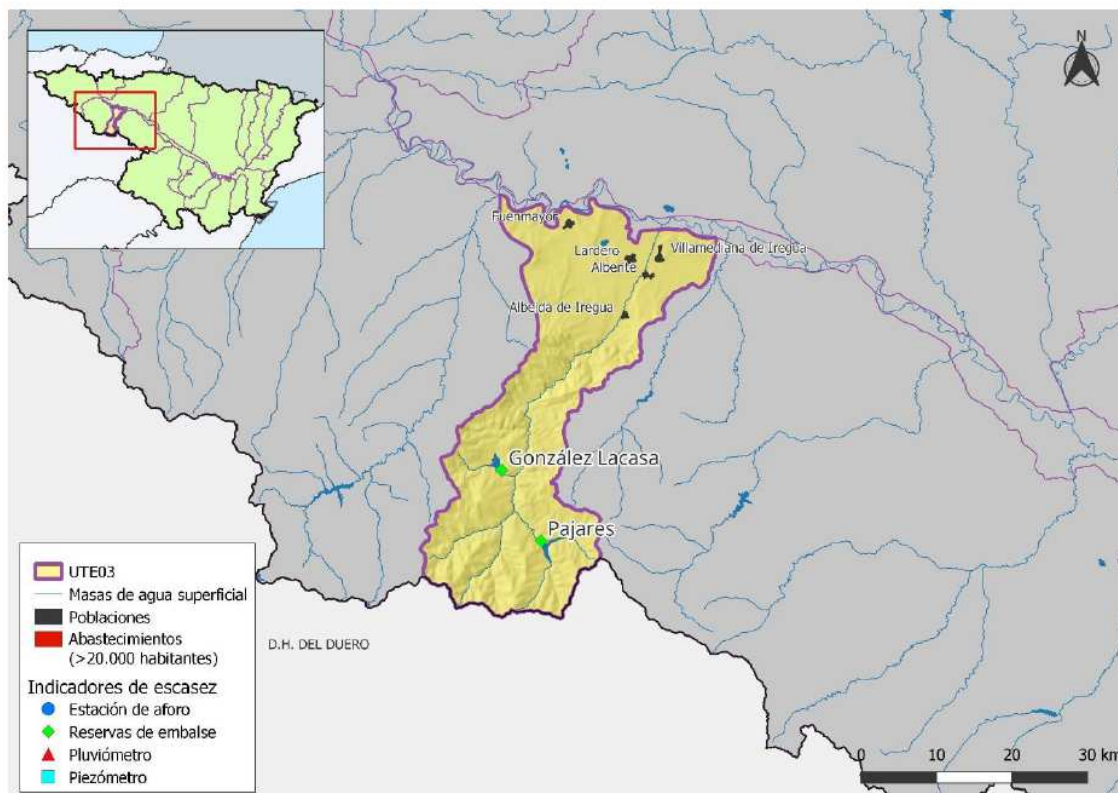 N
Fuenmayor
Lardero
Villamediana de Iregua
Alberite
Albelda de Iregua
González Lacasa
Pajares
D.H. DEL DUERO
UTE03
Masas de agua superficial
Poblaciones
Abastecimientos
(>20.000 habitantes)
Indicadores de escasez
Estación de aforo
Reservas de embalse
Pluviómetro
Piezómetro
0 10 20 30 km